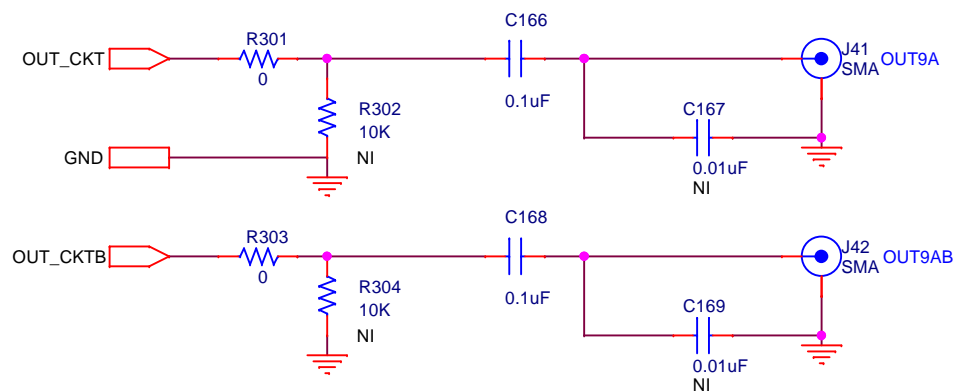 OUT_CKT
R301
0
R302
10K
NI
C166
0.1uF
C167
0.01uF
NI
J41
SMA
OUT9A
GND
OUT_CKTB
R303
0
R304
10K
NI
C168
0.1uF
C169
0.01uF
NI
J42
SMA
OUT9AB